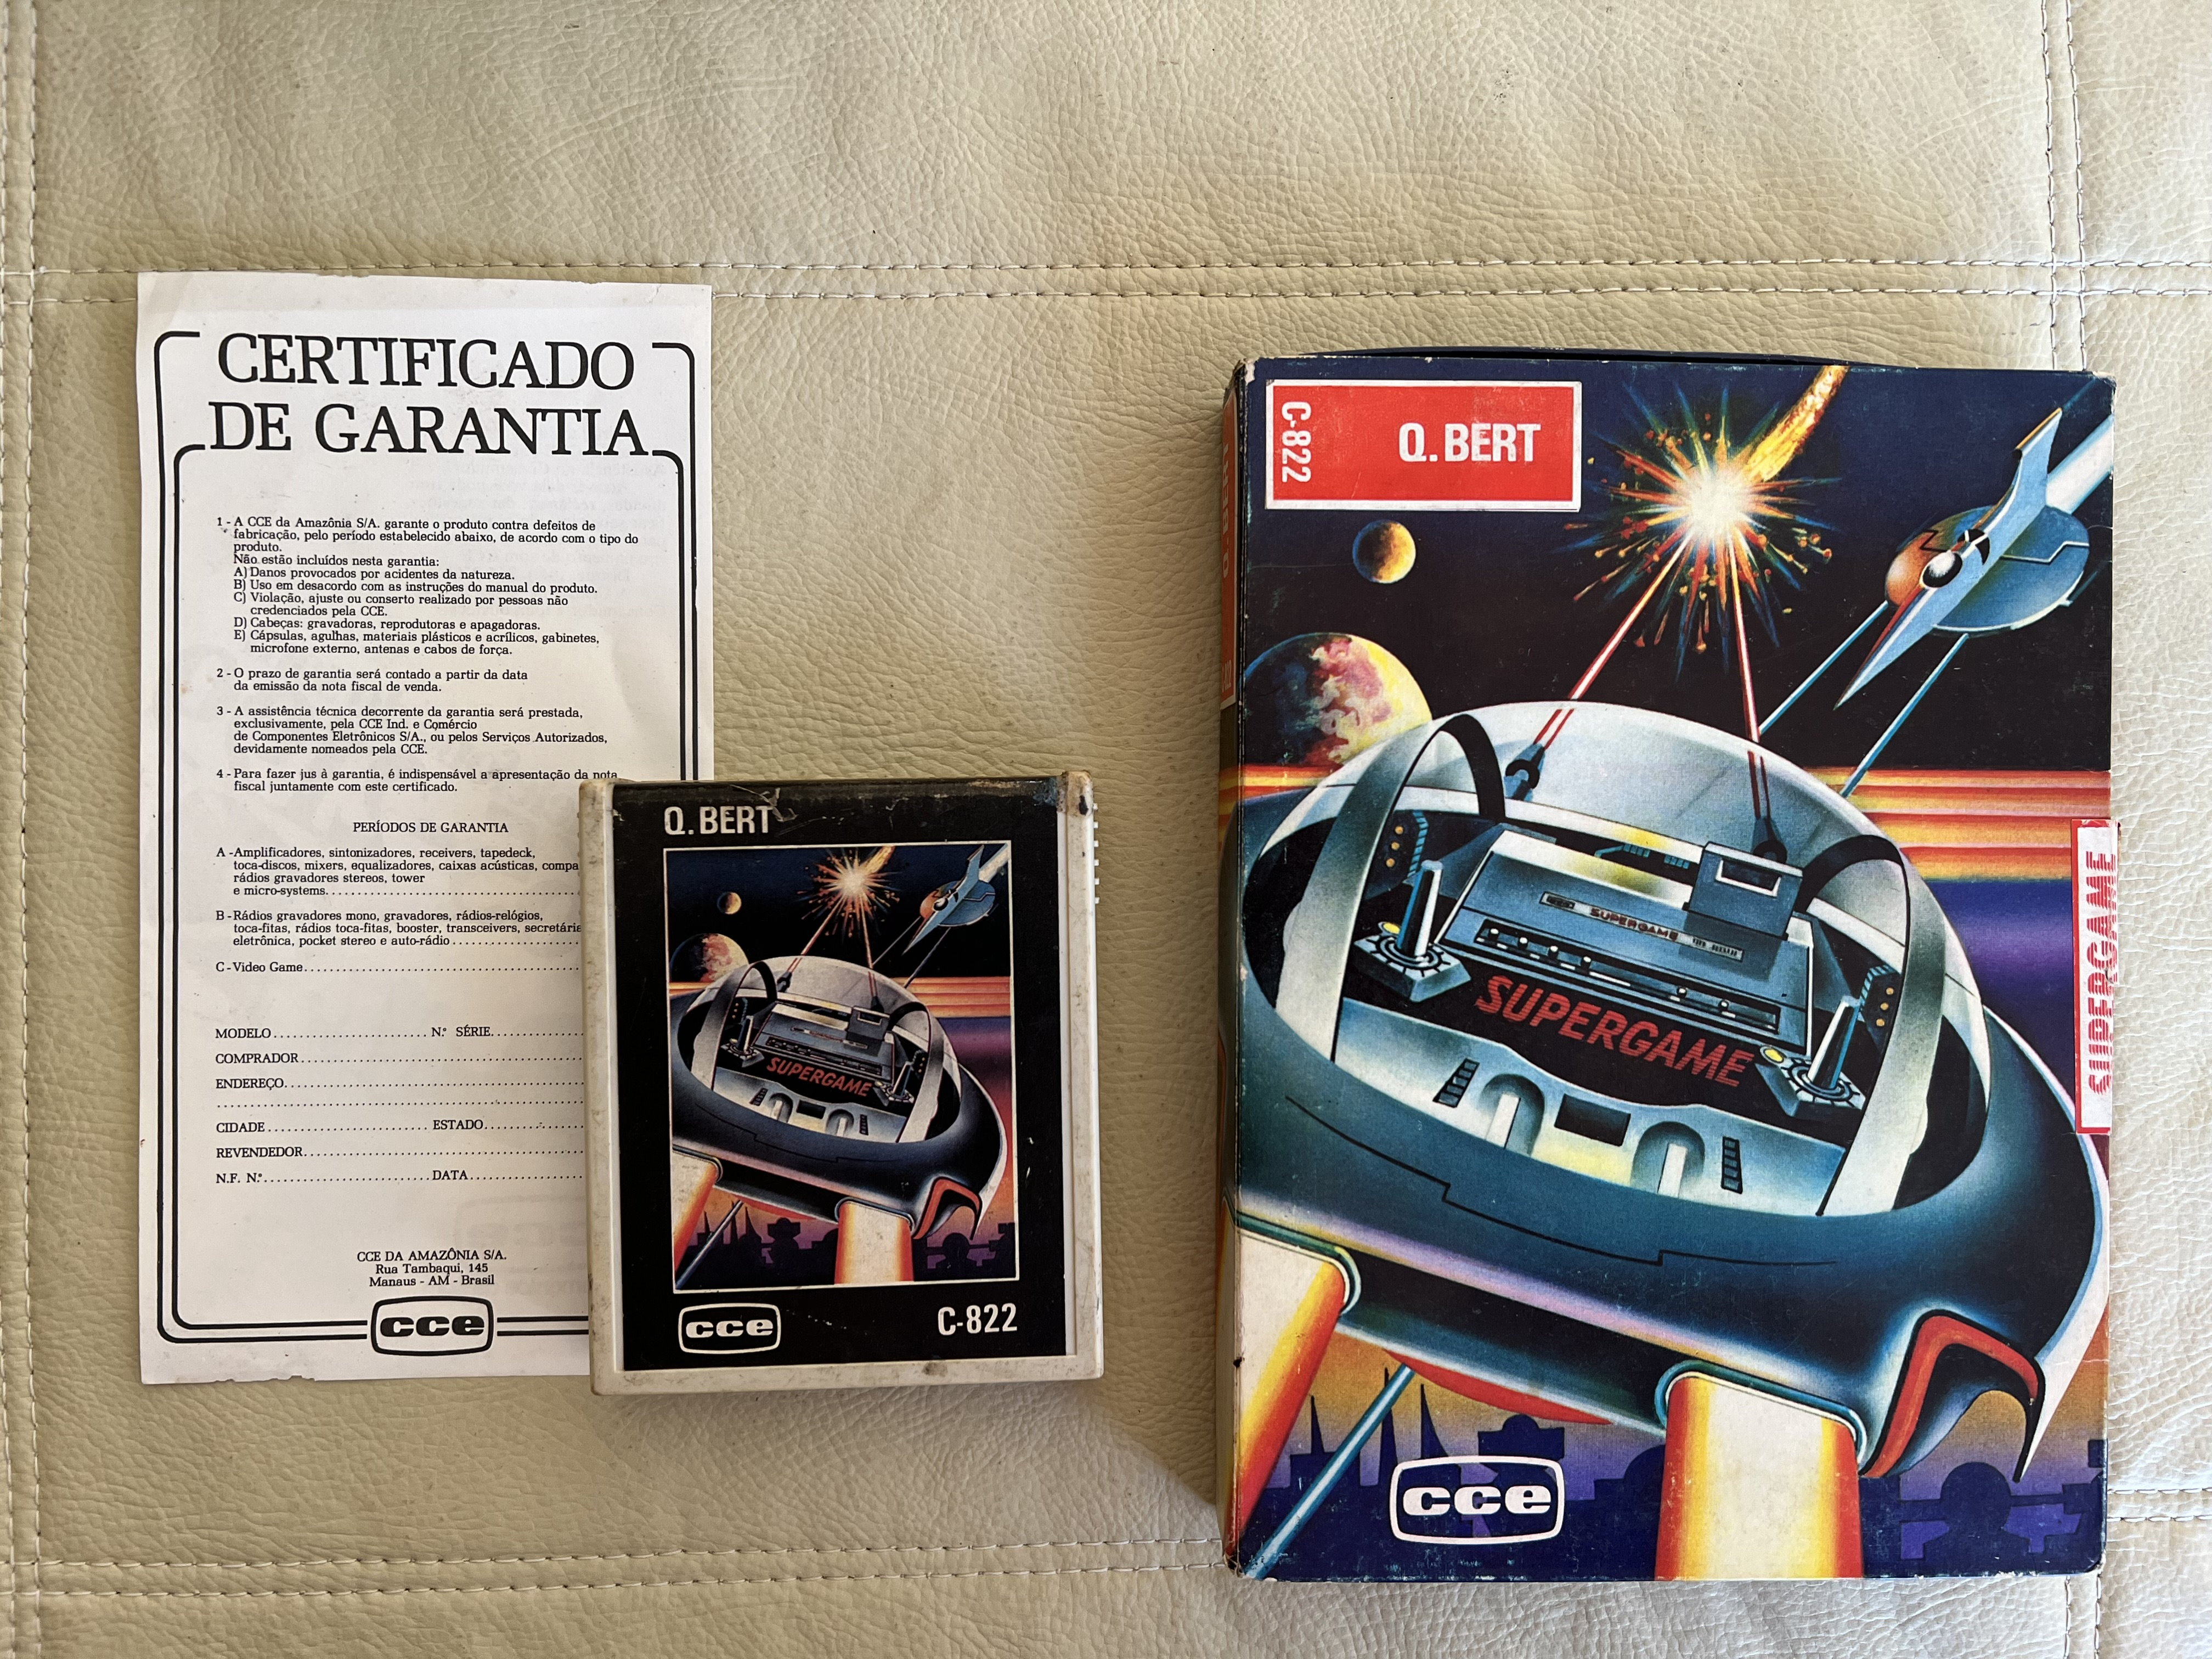 CERTIFICADO
DE GARANTIA
1 - A CCE da Amazônia S/A. garante o produto contra defeitos de
fabricação, pelo período estabelecido abaixo, de acordo com o tipo do
produto.
Não estão incluídos nesta garantia:
A) Danos provocados por acidentes da natureza.
B) Uso em desacordo com as instruções do manual do produto.
C) Violação, ajuste ou conserto realizado por pessoas não
credenciados pela CCE.
D) Cabeças: gravadoras, reprodutoras e apagadoras.
E) Cápsulas, agulhas, materiais plásticos e acrílicos, gabinetes,
microfone externo, antenas e cabos de força.
2 - O prazo de garantia será contado a partir da data
da emissão da nota fiscal de venda.
3 - A assistência técnica decorrente da garantia será prestada,
exclusivamente, pela CCE Ind. e Comércio
de Componentes Eletrônicos S/A., ou pelos Serviços Autorizados,
devidamente nomeados pela CCE.
4 - Para fazer jus à garantia, é indispensável a apresentação da nota
fiscal juntamente com este certificado.
PERÍODOS DE GARANTIA
A - Amplificadores, sintonizadores, receivers, tapedeck,
toca-discos, mixers, equalizadores, caixas acústicas, compa
rádios gravadores stereos, tower
e micro-systems
B - Rádios gravadores mono, gravadores, rádios-relógios,
toca-fitas, rádios toca-fitas, booster, transceivers, secretária
eletrônica, pocket stereo e auto-rádio
C - Video Game
MODELO N.º SÉRIE
COMPRADOR
ENDEREÇO
CIDADE ESTADO
REVENDEDOR
N.F. N.º DATA
CCE DA AMAZÔNIA S/A.
Rua Tambaqui, 145
Manaus - AM - Brasil
cce
Q.BERT
SUPERGAME
cce
C-822
C-822
Q.BERT
Q.BERT
SUPERGAME
SUPERGAME
SUPERGAME
cce